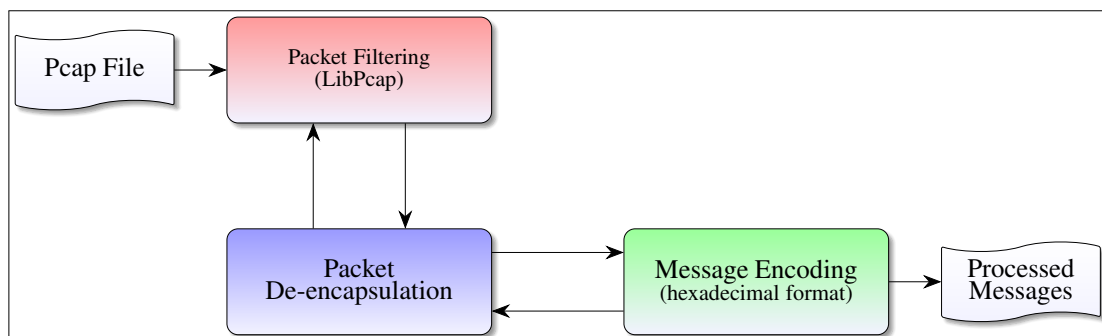 Pcap File
Packet Filtering
(LibPcap)
Packet
De-encapsulation
Message Encoding
(hexadecimal format)
Processed
Messages